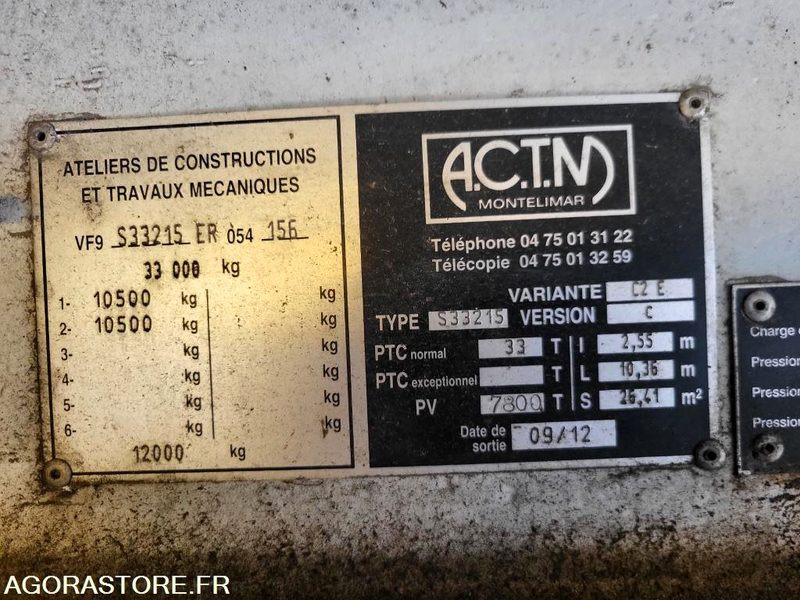 ATELIERS DE CONSTRUCTIONS
ET TRAVAUX MECANIQUES
VF9 S33215 ER 054 156
33 000 kg
1- 10500 kg kg
2- 10500 kg kg
3- kg kg
4- kg kg
5- kg kg
6- kg kg
12000 kg
A.C.T.M
MONTELIMAR
Téléphone 04 75 01 31 22
Télécopie 04 75 01 32 59
VARIANTE C2 E
TYPE S33215 VERSION C
PTC normal 33 T l 2,55 m
PTC exceptionnel T L 10,36 m
PV 7800 T S 26,41 m²
Date de sortie 09/12
Charge
Pression
Pression
Pression
AGORASTORE.FR